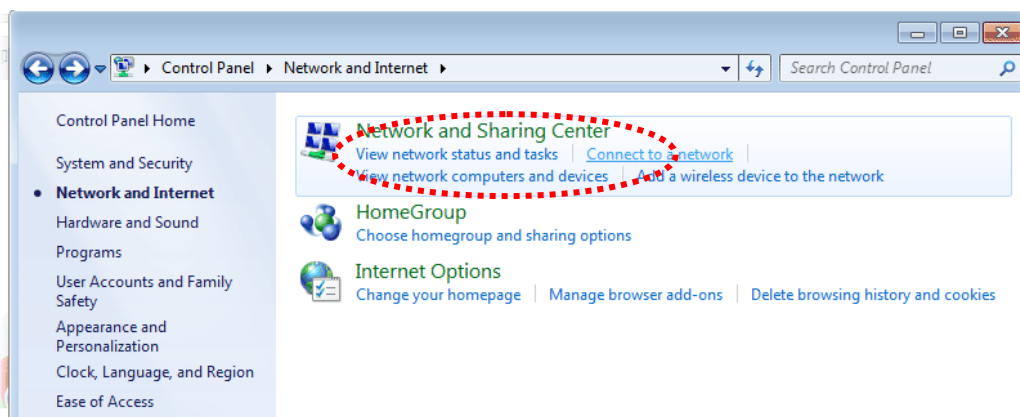 Control Panel Network and Internet Search Control Panel
Control Panel Home
System and Security
Network and Internet
Hardware and Sound
Programs
User Accounts and Family
Safety
Appearance and
Personalization
Clock, Language, and Region
Ease of Access
Network and Sharing Center
View network status and tasks Connect to a network
View network computers and devices Add a wireless device to the network
HomeGroup
Choose homegroup and sharing options
Internet Options
Change your homepage Manage browser add-ons Delete browsing history and cookies